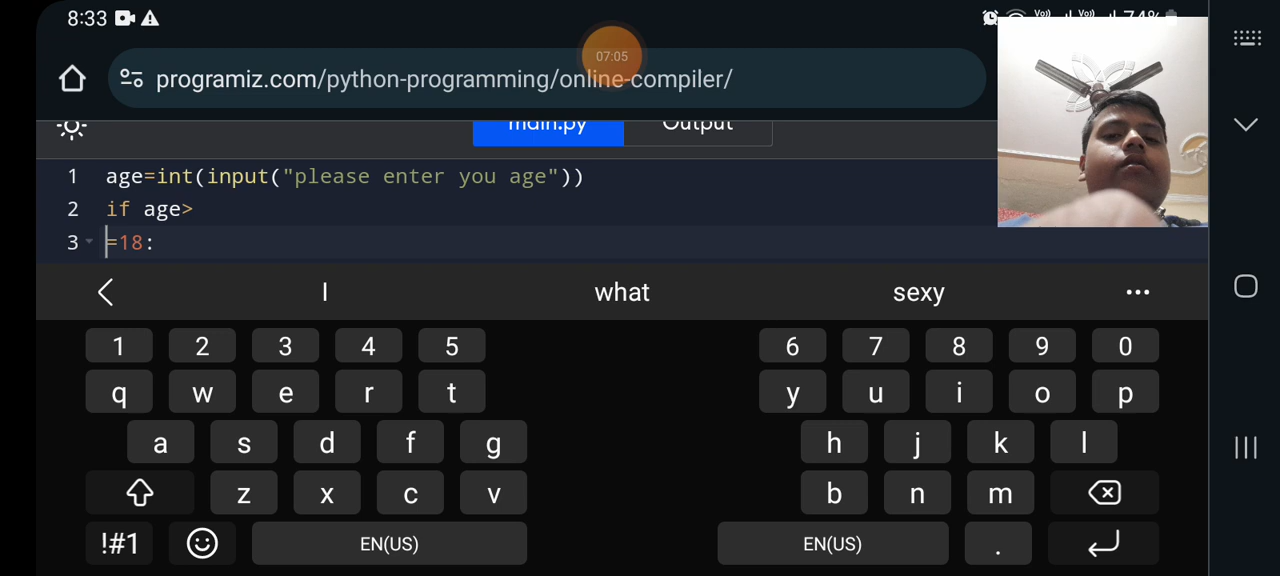 8:33
74%
07:05
programiz.com/python-programming/online-compiler/
main.py Output
1 age=int(input("please enter you age"))
2 if age>
3 =18:
I what sexy
1 2 3 4 5 6 7 8 9 0
q w e r t y u i o p
a s d f g h j k l
z x c v b n m
!#1 EN(US) EN(US) .